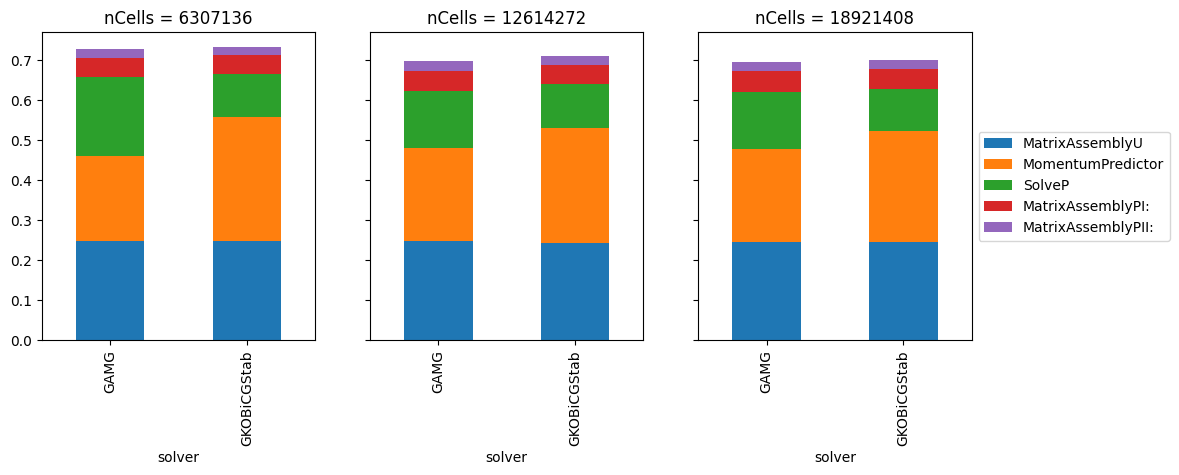 nCells = 6307136
nCells = 12614272
nCells = 18921408
0.7
0.6
0.5
0.4
0.3
0.2
0.1
0.0
MatrixAssemblyU
MomentumPredictor
SolveP
MatrixAssemblyPI:
MatrixAssemblyPII:
GAMG
GKOBiCGStab
GAMG
GKOBiCGStab
GAMG
GKOBiCGStab
solver
solver
solver